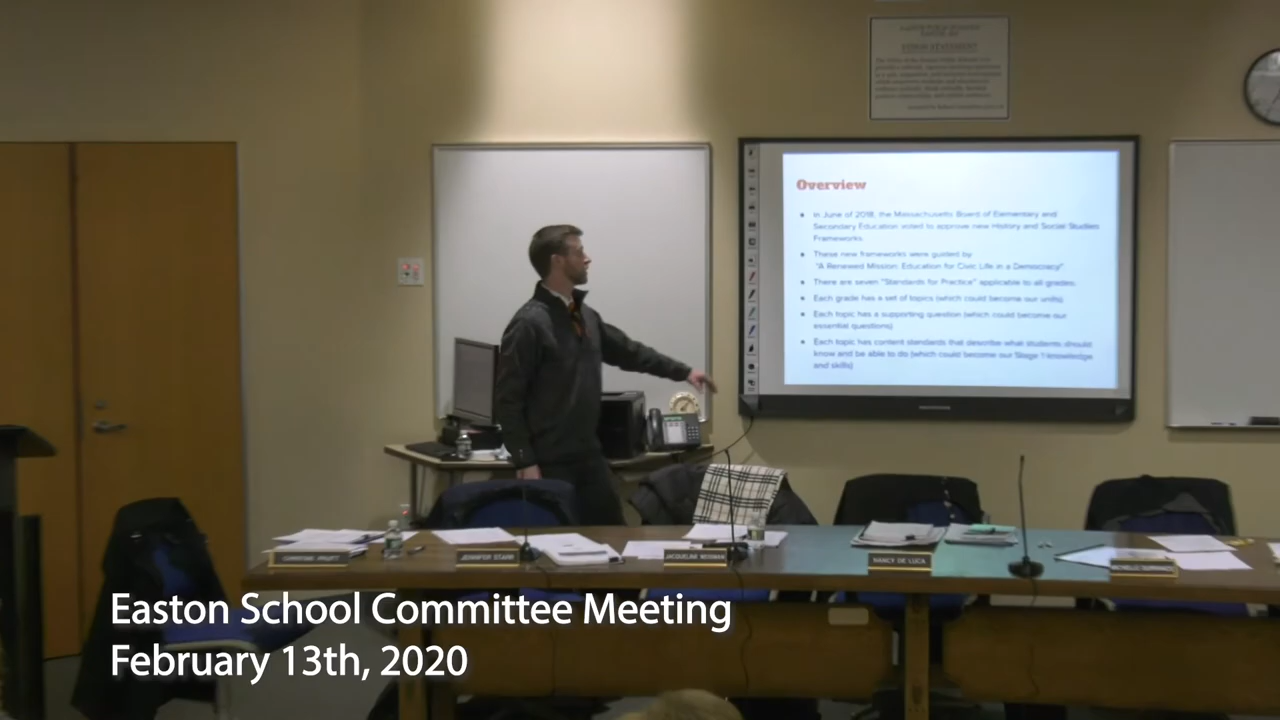 Overview
In June of 2018, the Massachusetts Board of Elementary and
Secondary Education voted to approve new History and Social Studies
Frameworks.
These new frameworks were guided by
"A Renewed Mission: Education for Civic Life in a Democracy"
There are seven "Standards for Practice" applicable to all grades.
Each grade has a set of topics (which could become our units)
Each topic has a supporting question (which could become our
essential questions)
Each topic has content standards that describe what students should
know and be able to do (which could become our Stage 1 knowledge
and skills)
JENNIFER STARR
JACQUELINE
NANCY DE LUCA
Easton School Committee Meeting
February 13th, 2020